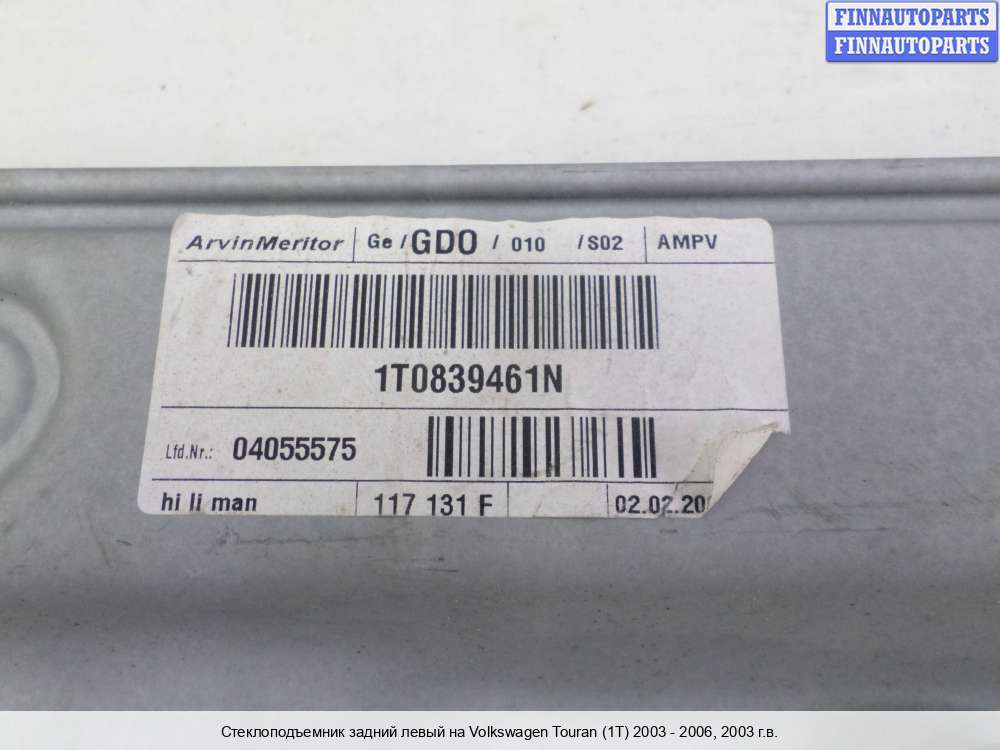 FINNAUTOPARTS
FINNAUTOPARTS
ArvinMeritor Ge / GDO / 010 / S02 AMPV
1T0839461N
Lfd.Nr.: 04055575
hi li man 117 131 F 02.02.20
Стеклоподъемник задний левый на Volkswagen Touran (1T) 2003 - 2006, 2003 г.в.